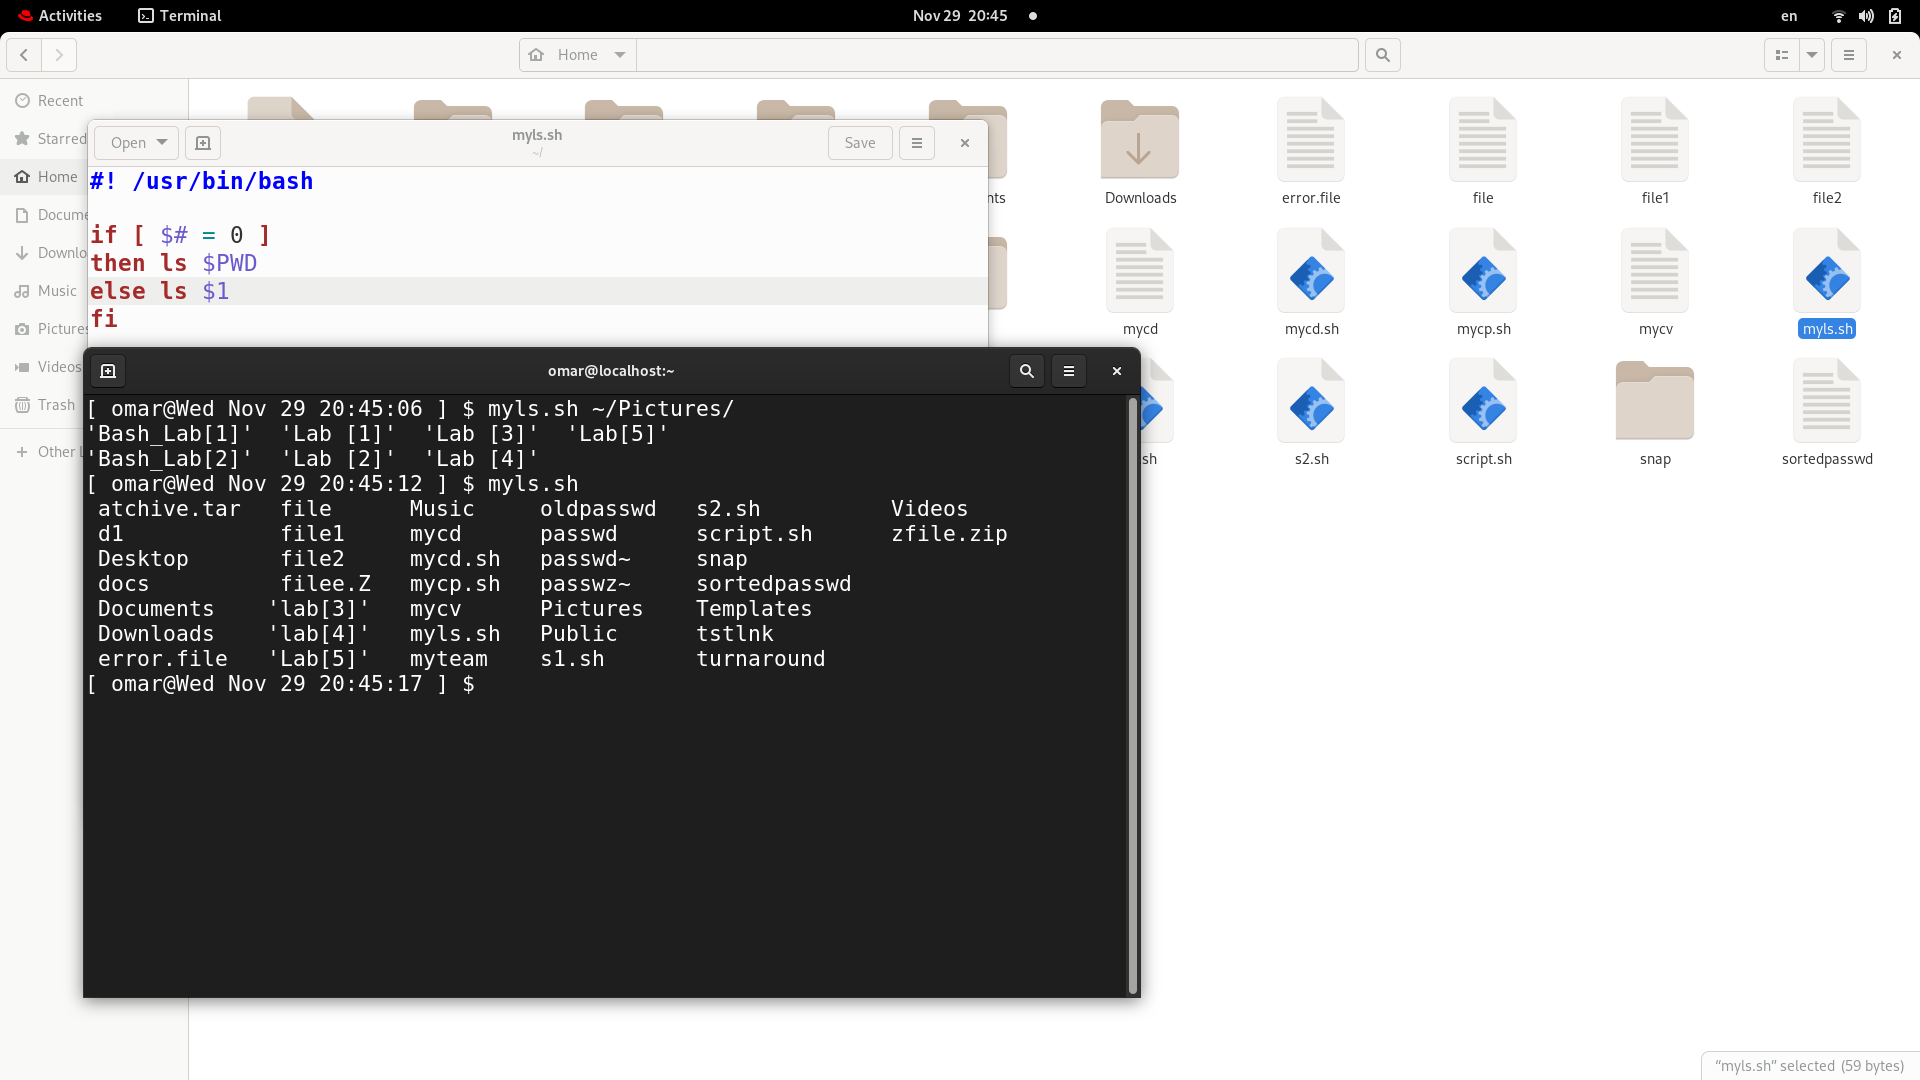 Activities
Terminal
Nov 29 20:45
en
Home
Recent
Starred
Home
Docume
Downlo
Music
Pictures
Videos
Trash
Other
Open
myls.sh
~/
Save
#! /usr/bin/bash
if [ $# = 0 ]
then ls $PWD
else ls $1
fi
nts
Downloads
error.file
file
file1
file2
mycd
mycd.sh
mycp.sh
mycv
myls.sh
sh
s2.sh
script.sh
snap
sortedpasswd
omar@localhost:~
[ omar@Wed Nov 29 20:45:06 ] $ myls.sh ~/Pictures/
'Bash_Lab[1]' 'Lab [1]' 'Lab [3]' 'Lab[5]'
'Bash_Lab[2]' 'Lab [2]' 'Lab [4]'
[ omar@Wed Nov 29 20:45:12 ] $ myls.sh
atchive.tar file Music oldpasswd s2.sh Videos
d1 file1 mycd passwd script.sh zfile.zip
Desktop file2 mycd.sh passwd~ snap
docs filee.Z mycp.sh passwz~ sortedpasswd
Documents 'lab[3]' mycv Pictures Templates
Downloads 'lab[4]' myls.sh Public tstlnk
error.file 'Lab[5]' myteam s1.sh turnaround
[ omar@Wed Nov 29 20:45:17 ] $
“myls.sh” selected (59 bytes)